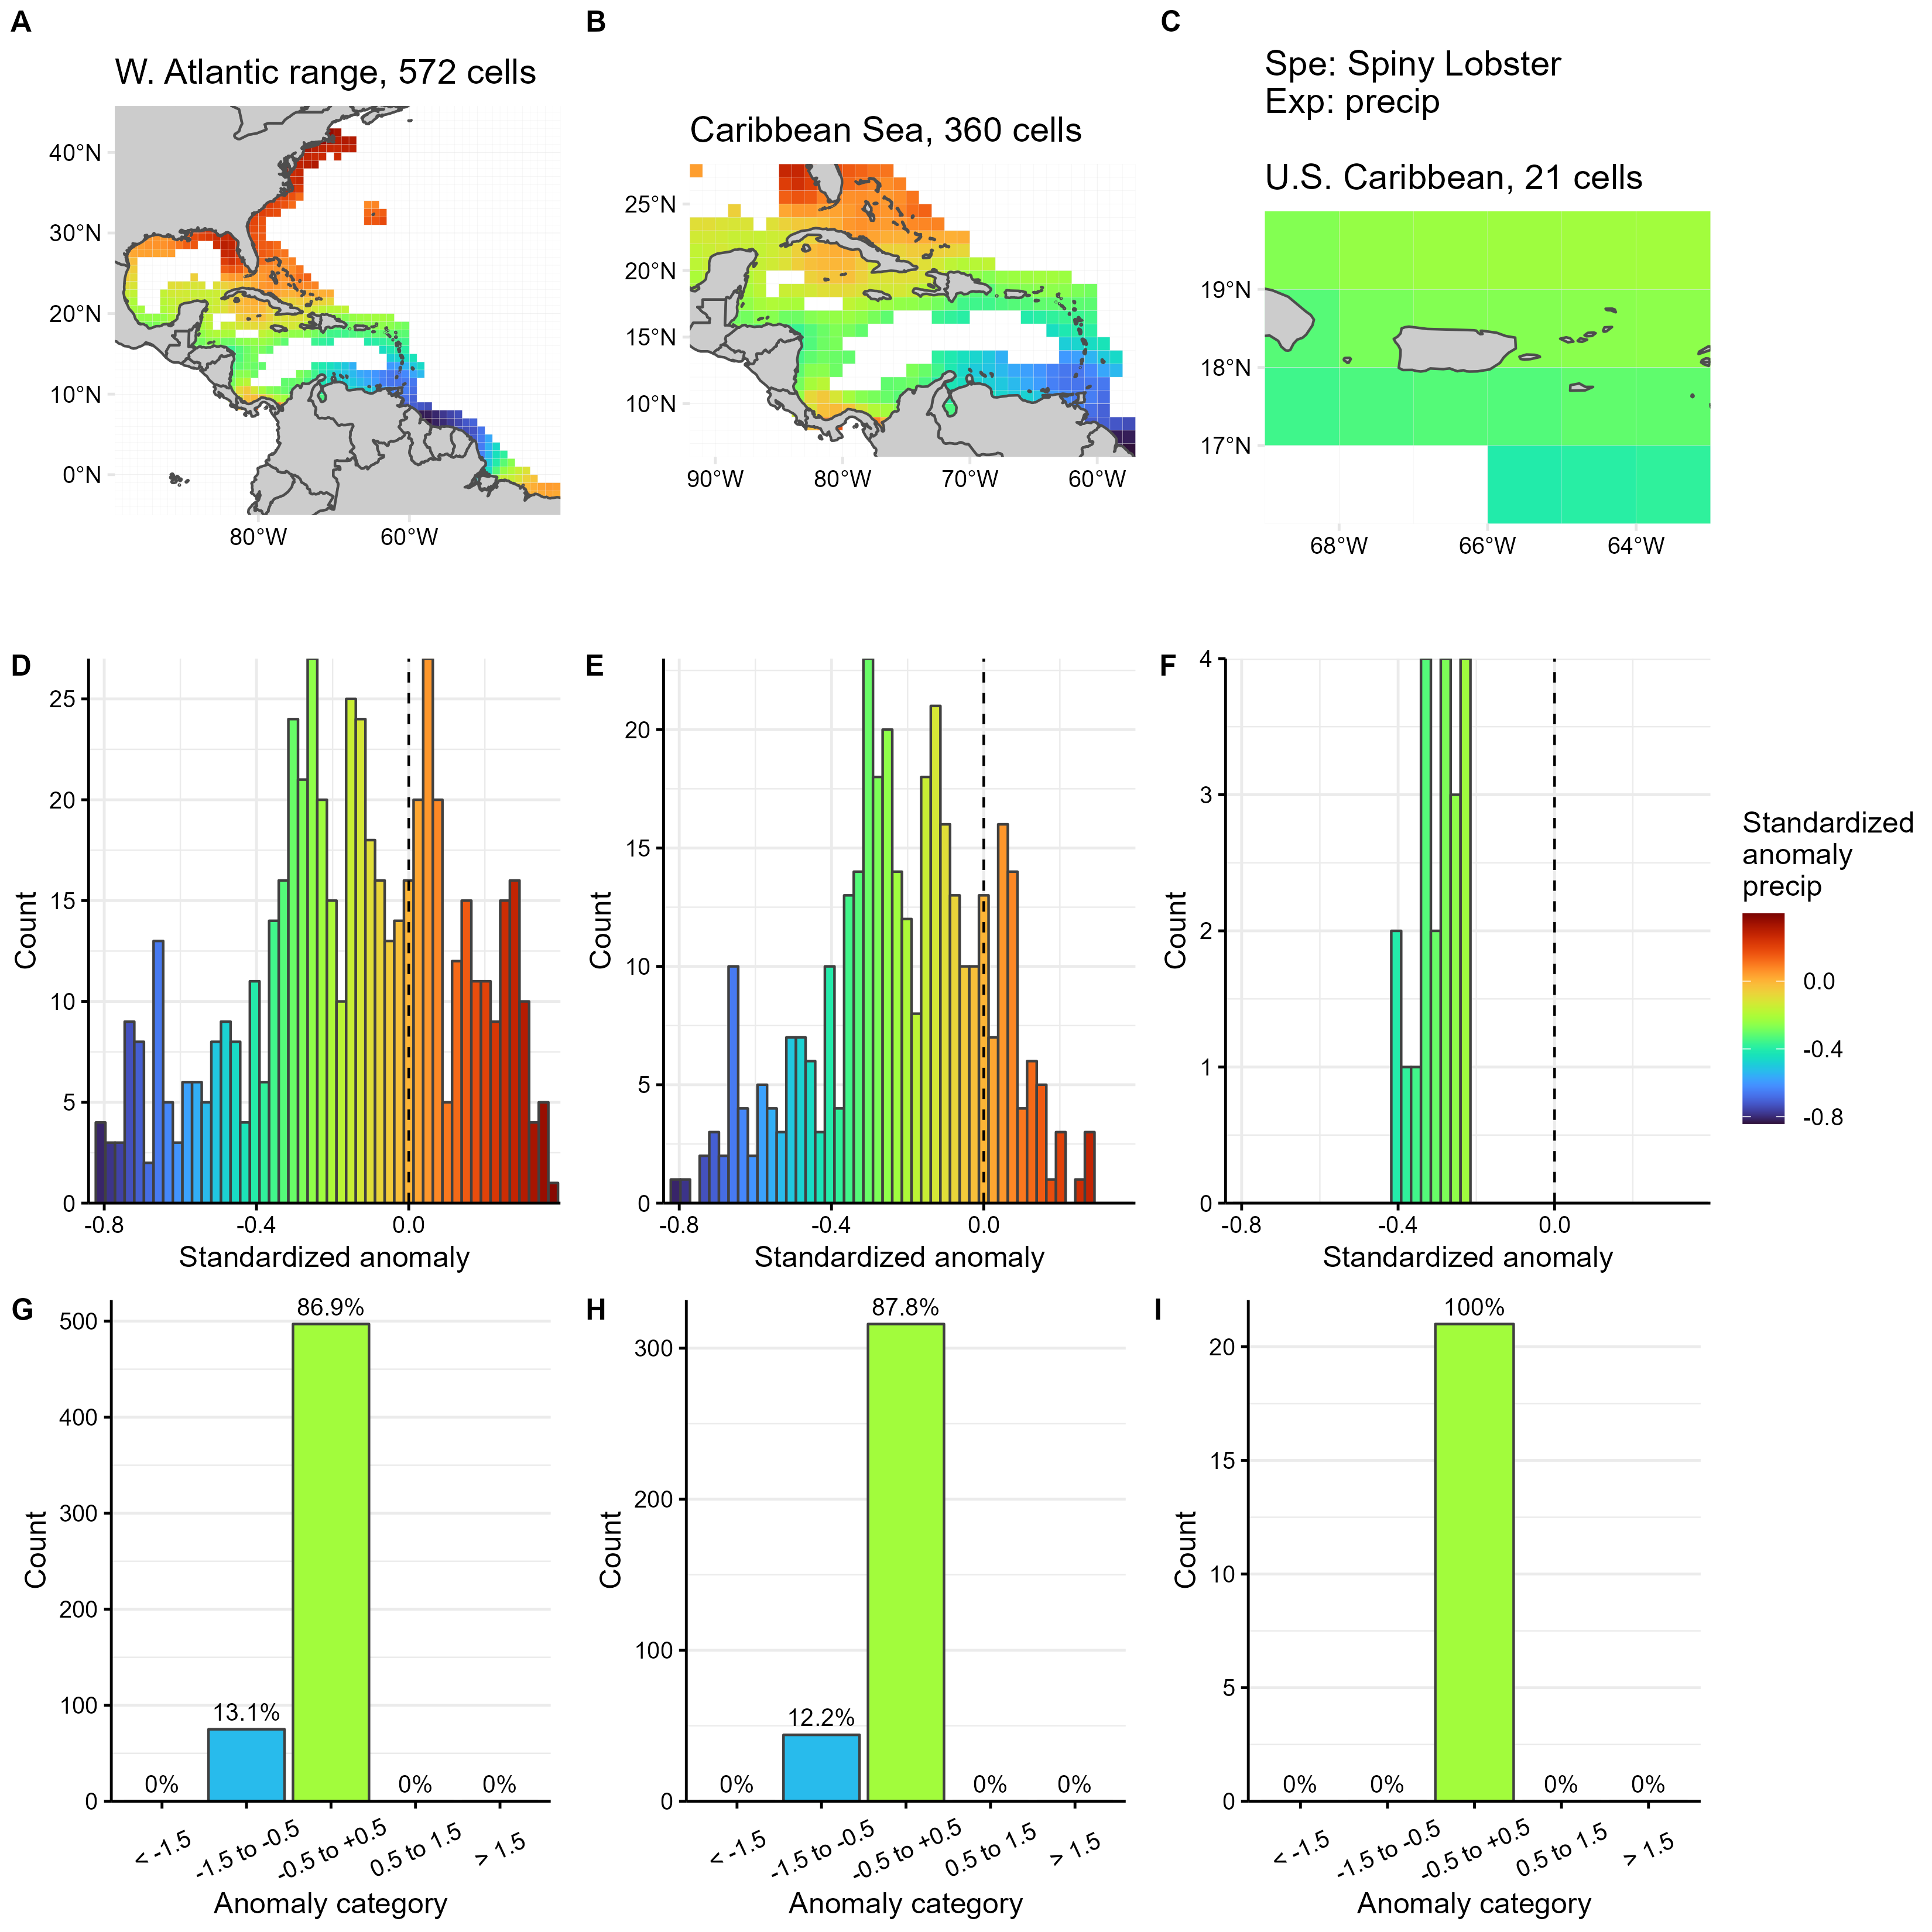 A
W. Atlantic range, 572 cells
40°N
30°N
20°N
10°N
0°N
80°W
60°W
B
Caribbean Sea, 360 cells
25°N
20°N
15°N
10°N
90°W
80°W
70°W
60°W
C
Spe: Spiny Lobster
Exp: precip
U.S. Caribbean, 21 cells
19°N
18°N
17°N
68°W
66°W
64°W
D
Count
25
20
15
10
5
0
-0.8
-0.4
0.0
Standardized anomaly
E
Count
20
15
10
5
0
-0.8
-0.4
0.0
Standardized anomaly
F
Count
4
3
2
1
0
-0.8
-0.4
0.0
Standardized anomaly
Standardized
anomaly
precip
0.0
-0.4
-0.8
G
Count
500
400
300
200
100
0
0%
13.1%
86.9%
0%
0%
< -1.5
-1.5 to -0.5
-0.5 to +0.5
0.5 to 1.5
> 1.5
Anomaly category
H
Count
300
200
100
0
0%
12.2%
87.8%
0%
0%
< -1.5
-1.5 to -0.5
-0.5 to +0.5
0.5 to 1.5
> 1.5
Anomaly category
I
Count
20
15
10
5
0
0%
0%
100%
0%
0%
< -1.5
-1.5 to -0.5
-0.5 to +0.5
0.5 to 1.5
> 1.5
Anomaly category